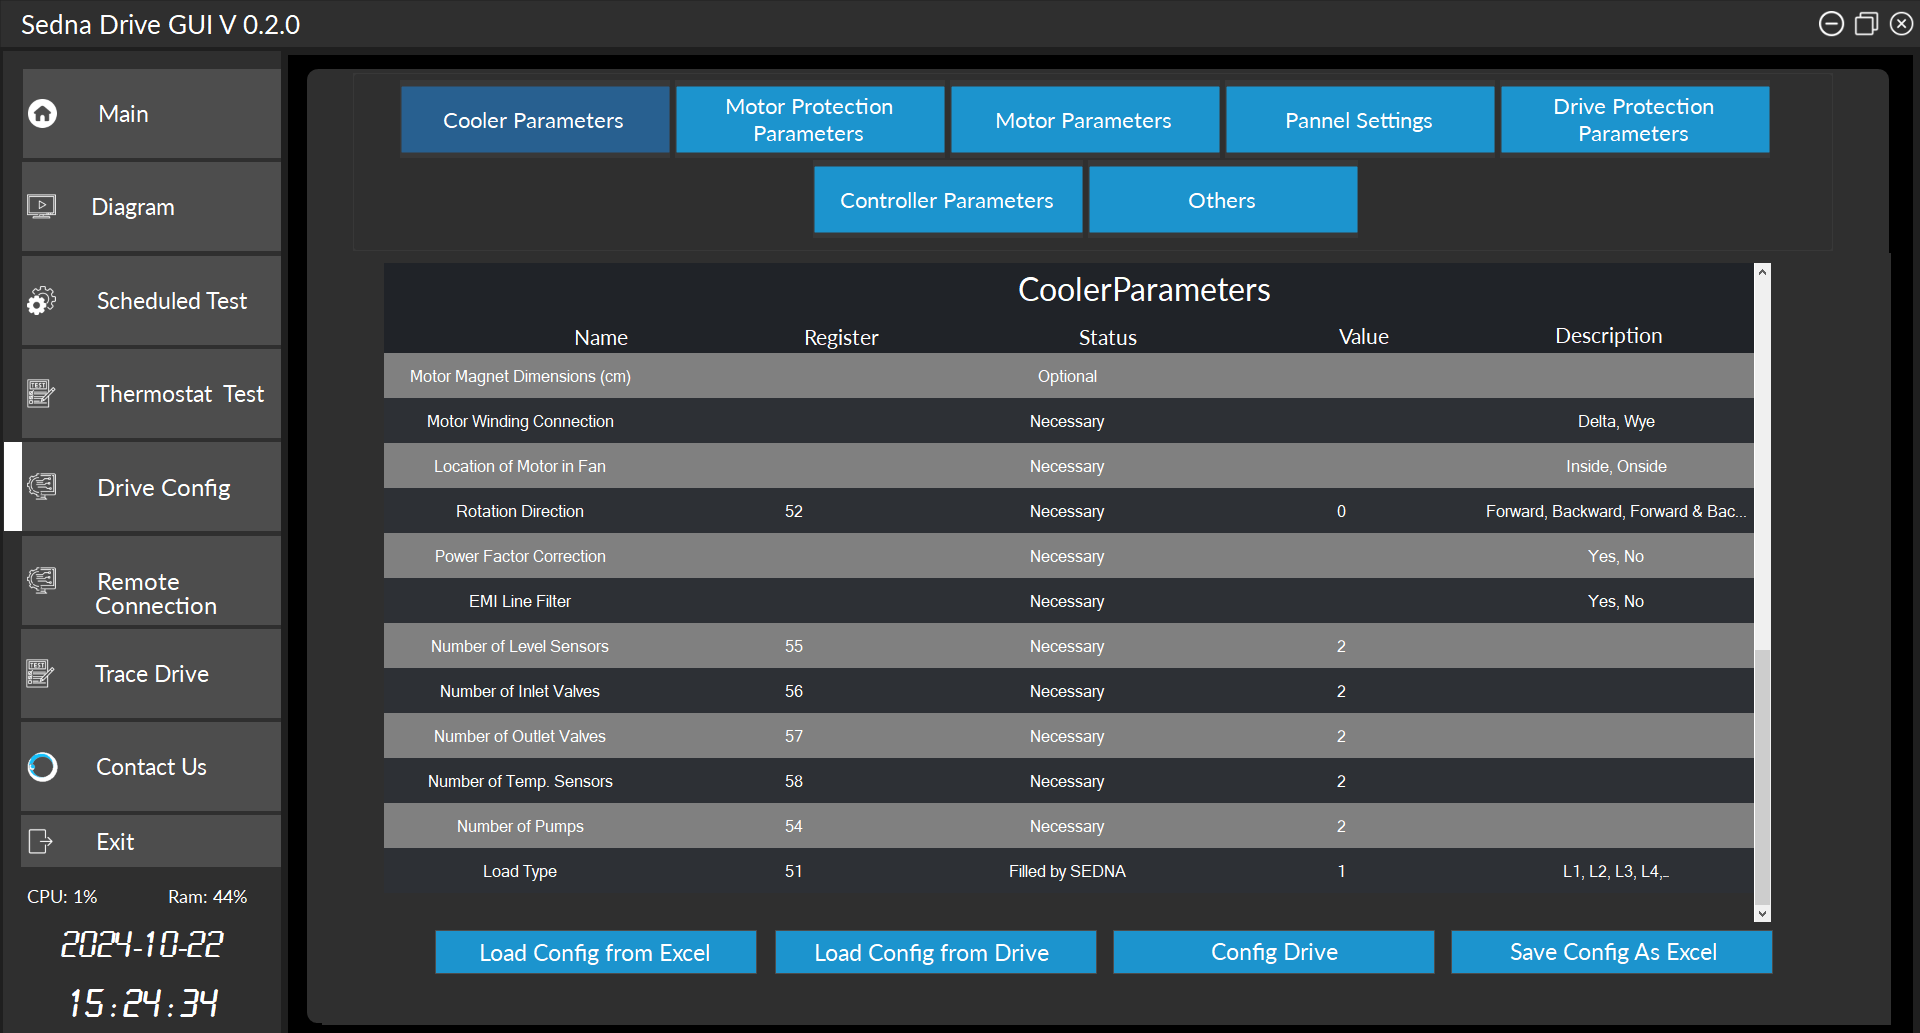 Sedna Drive GUI V 0.2.0
Main
Diagram
Scheduled Test
Thermostat Test
Drive Config
Remote
Connection
Trace Drive
Contact Us
Exit
CPU: 1% Ram: 44%
2024-10-22
15:24:34
Cooler Parameters
Motor Protection
Parameters
Motor Parameters
Pannel Settings
Drive Protection
Parameters
Controller Parameters
Others
CoolerParameters
Name Register Status Value Description
Motor Magnet Dimensions (cm) Optional
Motor Winding Connection Necessary Delta, Wye
Location of Motor in Fan Necessary Inside, Onside
Rotation Direction 52 Necessary 0 Forward, Backward, Forward & Bac...
Power Factor Correction Necessary Yes, No
EMI Line Filter Necessary Yes, No
Number of Level Sensors 55 Necessary 2
Number of Inlet Valves 56 Necessary 2
Number of Outlet Valves 57 Necessary 2
Number of Temp. Sensors 58 Necessary 2
Number of Pumps 54 Necessary 2
Load Type 51 Filled by SEDNA 1 L1, L2, L3, L4,..
Load Config from Excel
Load Config from Drive
Config Drive
Save Config As Excel